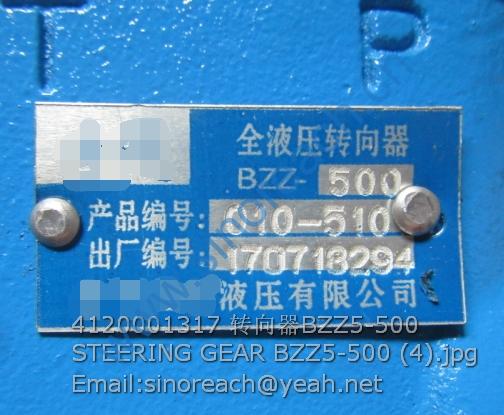 T P
全液压转向器
BZZ-500
产品编号:510-510
出厂编号:170713294
液压有限公司
4120001317 转向器BZZ5-500
STEERING GEAR BZZ5-500 (4).jpg
Email:sinoreach@yeah.net